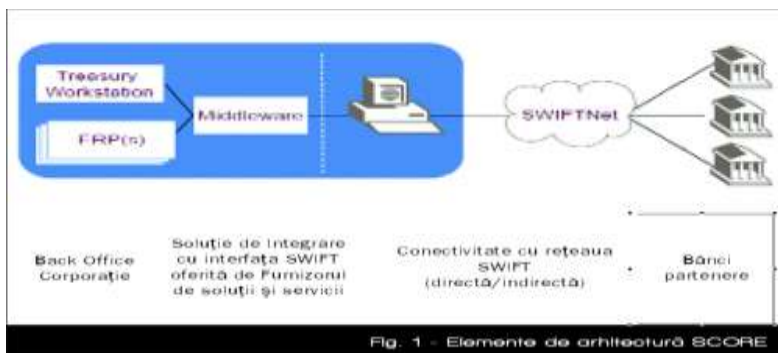 Treasury
Workstation
Middleware
ERP(s)
SWIFTNet
Back Office
Corporație
Soluție de Integrare
cu interfața SWIFT
oferită de Furnizorul
de soluții și servicii
Conectivitate cu rețeaua
SWIFT
(directă/indirectă)
Bănci
partenere
Fig. 1 - Elemente de arhitectură SCORE